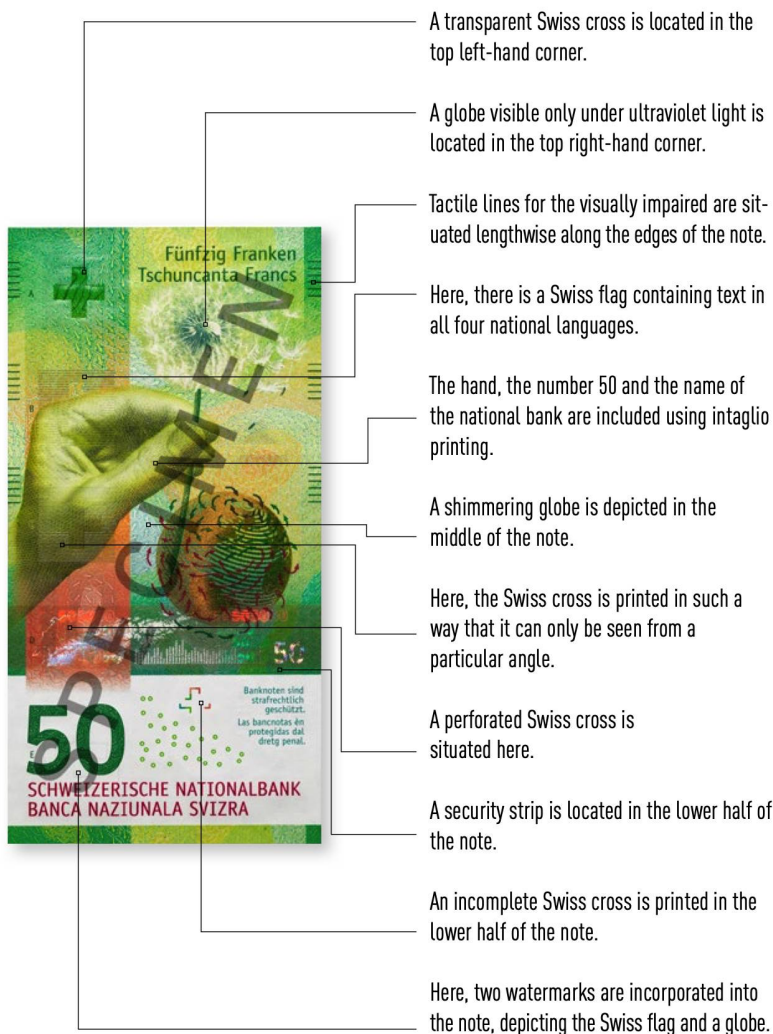 A transparent Swiss cross is located in the
top left-hand corner.
A globe visible only under ultraviolet light is
located in the top right-hand corner.
Tactile lines for the visually impaired are sit-
uated lengthwise along the edges of the note.
Here, there is a Swiss flag containing text in
all four national languages.
The hand, the number 50 and the name of
the national bank are included using intaglio
printing.
A shimmering globe is depicted in the
middle of the note.
Here, the Swiss cross is printed in such a
way that it can only be seen from a
particular angle.
A perforated Swiss cross is
situated here.
A security strip is located in the lower half of
the note.
An incomplete Swiss cross is printed in the
lower half of the note.
Here, two watermarks are incorporated into
the note, depicting the Swiss flag and a globe.
Fünfzig Franken
Tschuncanta Francs
A
B
SPECIMEN
50
Banknoten sind
strafrechtlich
geschützt.
Las bancnotas èn
protegidas dal
dretg penal.
50
E
SCHWEIZERISCHE NATIONALBANK
BANCA NAZIUNALA SVIZRA